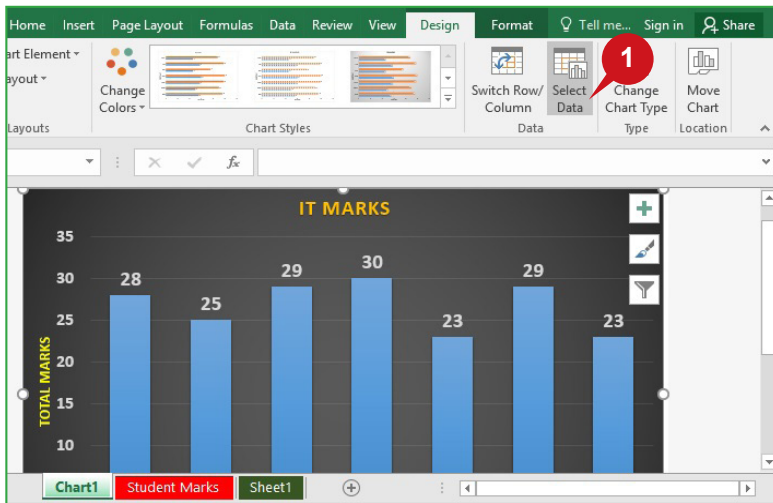 Home Insert Page Layout Formulas Data Review View Design Format Tell me... Sign in Share
art Element
ayout
Change Colors
Switch Row/ Column
Select Data
1
Change Chart Type
Move Chart
Layouts Chart Styles Data Type Location
fx
IT MARKS
TOTAL MARKS
35
30
25
20
15
10
28 25 29 30 23 29 23
Chart1 Student Marks Sheet1